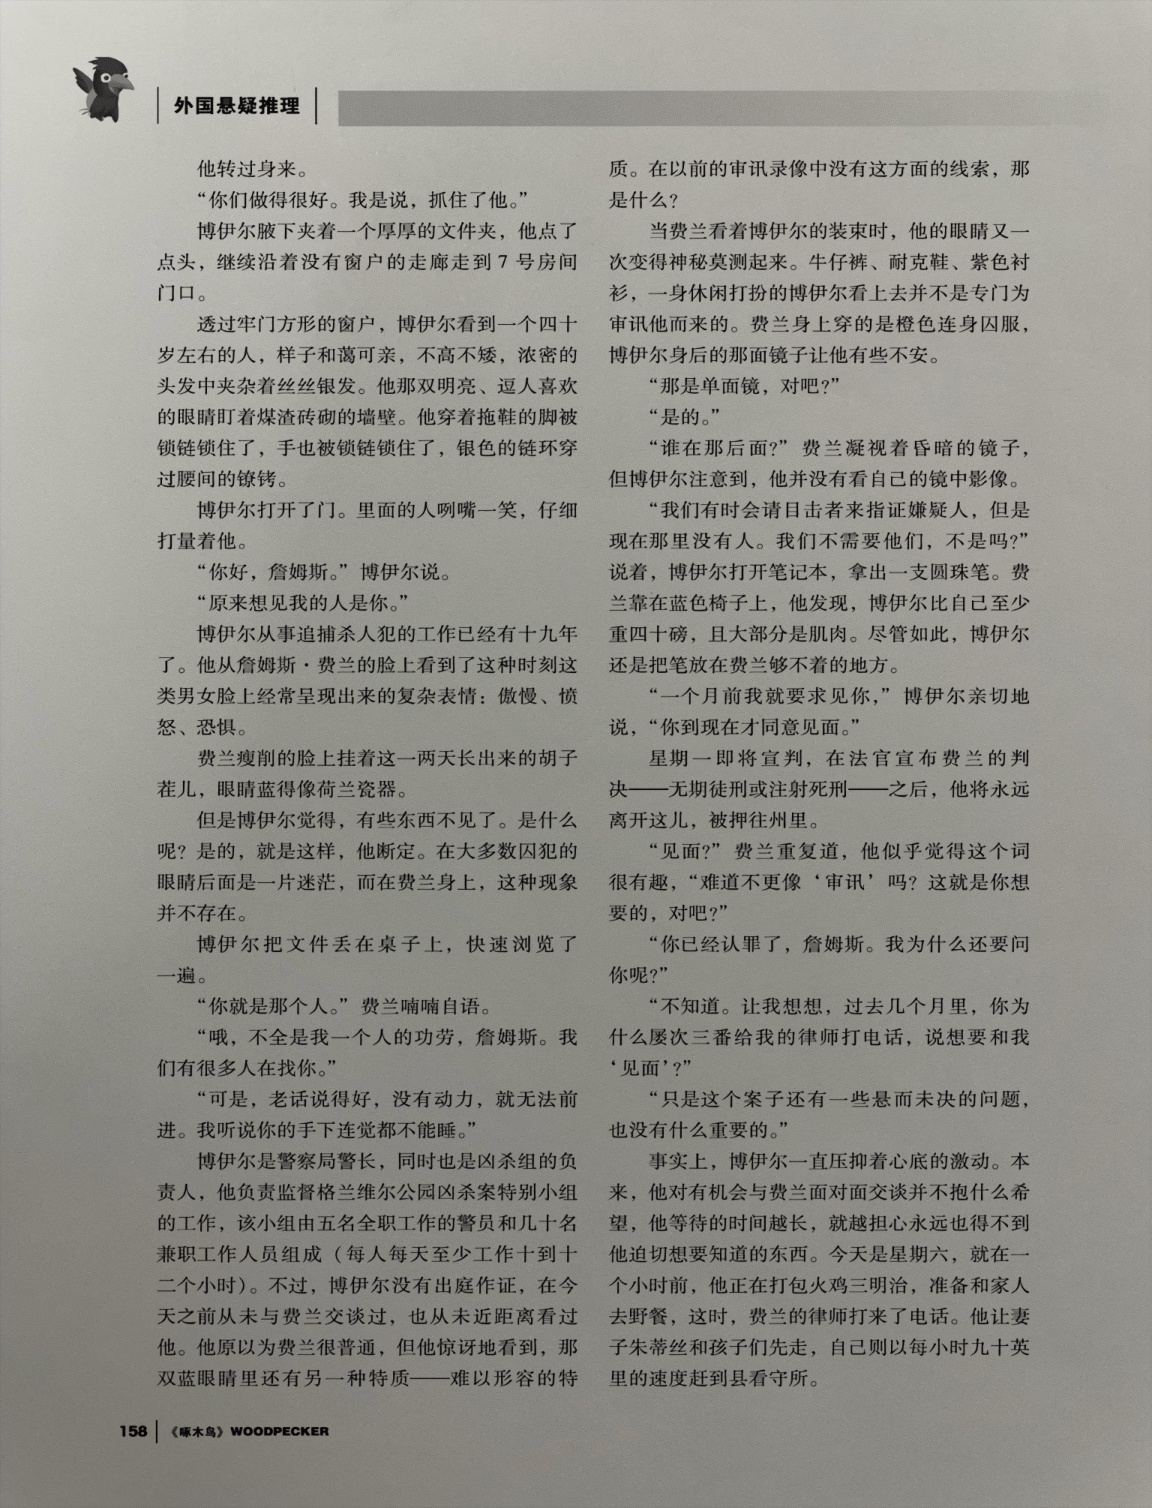 外国悬疑推理
他转过身来。
“你们做得很好。我是说，抓住了他。”
博伊尔腋下夹着一个厚厚的文件夹，他点了
点头，继续沿着没有窗户的走廊走到 7 号房间
门口。
透过牢门方形的窗户，博伊尔看到一个四十
岁左右的人，样子和蔼可亲，不高不矮，浓密的
头发中夹杂着丝丝银发。他那双明亮、逗人喜欢
的眼睛盯着煤渣砖砌的墙壁。他穿着拖鞋的脚被
锁链锁住了，手也被锁链锁住了，银色的链环穿
过腰间的镣铐。
博伊尔打开了门。里面的人咧嘴一笑，仔细
打量着他。
“你好，詹姆斯。”博伊尔说。
“原来想见我的人是你。”
博伊尔从事追捕杀人犯的工作已经有十九年
了。他从詹姆斯·费兰的脸上看到了这种时刻这
类男女脸上经常呈现出来的复杂表情：傲慢、愤
怒、恐惧。
费兰瘦削的脸上挂着这一两天长出来的胡子
茬儿，眼睛蓝得像荷兰瓷器。
但是博伊尔觉得，有些东西不见了。是什么
呢？是的，就是这样，他断定。在大多数囚犯的
眼睛后面是一片迷茫，而在费兰身上，这种现象
并不存在。
博伊尔把文件丢在桌子上，快速浏览了
一遍。
“你就是那个人。”费兰喃喃自语。
“哦，不全是我一个人的功劳，詹姆斯。我
们有很多人在找你。”
“可是，老话说得好，没有动力，就无法前
进。我听说你的手下连觉都不能睡。”
博伊尔是警察局警长，同时也是凶杀组的负
责人，他负责监督格兰维尔公园凶杀案特别小组
的工作，该小组由五名全职工作的警员和几十名
兼职工作人员组成（每人每天至少工作十到十
二个小时）。不过，博伊尔没有出庭作证，在今
天之前从未与费兰交谈过，也从未近距离看过
他。他原以为费兰很普通，但他惊讶地看到，那
双蓝眼睛里还有另一种特质——难以形容的特
质。在以前的审讯录像中没有这方面的线索，那
是什么？
当费兰看着博伊尔的装束时，他的眼睛又一
次变得神秘莫测起来。牛仔裤、耐克鞋、紫色衬
衫，一身休闲打扮的博伊尔看上去并不是专门为
审讯他而来的。费兰身上穿的是橙色连身囚服，
博伊尔身后的那面镜子让他有些不安。
“那是单面镜，对吧？”
“是的。”
“谁在那后面？”费兰凝视着昏暗的镜子，
但博伊尔注意到，他并没有看自己的镜中影像。
“我们有时会请目击者来指证嫌疑人，但是
现在那里没有人。我们不需要他们，不是吗？”
说着，博伊尔打开笔记本，拿出一支圆珠笔。费
兰靠在蓝色椅子上，他发现，博伊尔比自己至少
重四十磅，且大部分是肌肉。尽管如此，博伊尔
还是把笔放在费兰够不着的地方。
“一个月前我就要求见你，”博伊尔亲切地
说，“你到现在才同意见面。”
星期一即将宣判，在法官宣布费兰的判
决——无期徒刑或注射死刑——之后，他将永远
离开这儿，被押往州里。
“见面？”费兰重复道，他似乎觉得这个词
很有趣，“难道不更像‘审讯’吗？这就是你想
要的，对吧？”
“你已经认罪了，詹姆斯。我为什么还要问
你呢？”
“不知道。让我想想，过去几个月里，你为
什么屡次三番给我的律师打电话，说想要和我
‘见面’？”
“只是这个案子还有一些悬而未决的问题，
也没有什么重要的。”
事实上，博伊尔一直压抑着心底的激动。本
来，他对有机会与费兰面对面交谈并不抱什么希
望，他等待的时间越长，就越担心永远也得不到
他迫切想要知道的东西。今天是星期六，就在一
个小时前，他正在打包火鸡三明治，准备和家人
去野餐，这时，费兰的律师打来了电话。他让妻
子朱蒂丝和孩子们先走，自己则以每小时九十英
里的速度赶到县看守所。
158 《啄木鸟》WOODPECKER